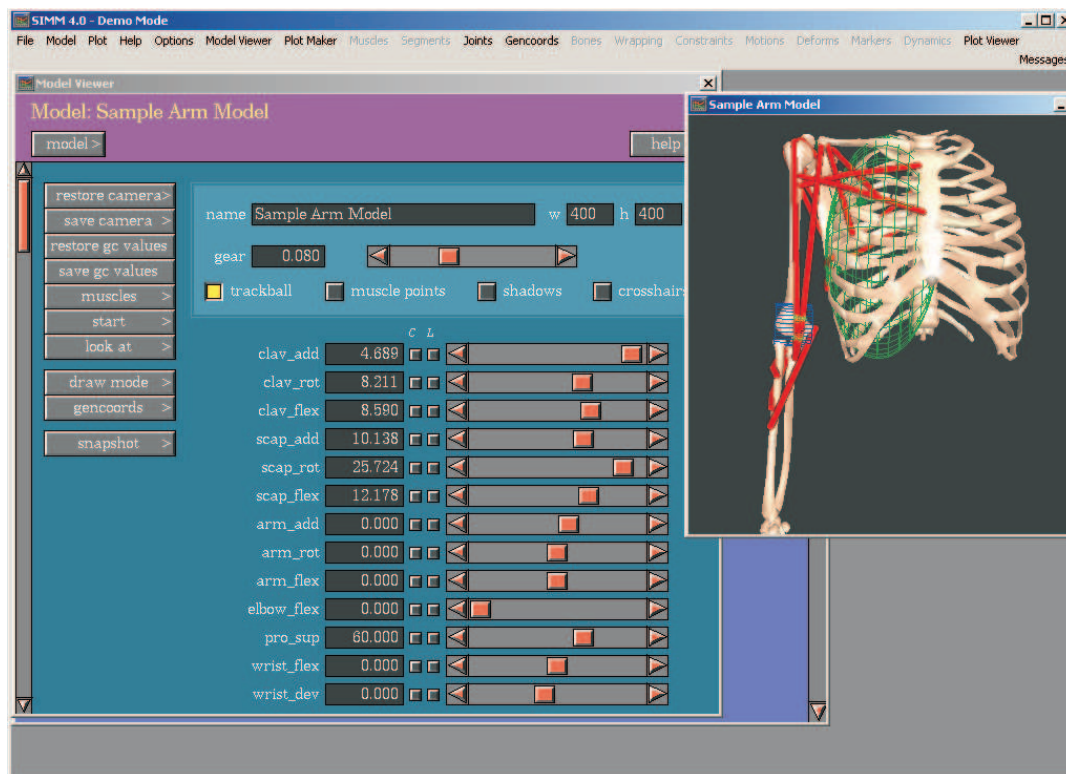 SIMM 4.0 - Demo Mode
File Model Plot Help Options Model Viewer Plot Maker Muscles Segments Joints Gencoords Bones Wrapping Constraints Motions Deforms Markers Dynamics Plot Viewer
Messages
Model Viewer
Sample Arm Model
Model: Sample Arm Model
model >
help
restore camera>
save camera >
restore gc values
save gc values
muscles >
start >
look at >
draw mode >
gencoords >
snapshot >
name Sample Arm Model w 400 h 400
gear 0.080
trackball muscle points shadows crosshairs
C L
clav_add 4.689
clav_rot 8.211
clav_flex 8.590
scap_add 10.138
scap_rot 25.724
scap_flex 12.178
arm_add 0.000
arm_rot 0.000
arm_flex 0.000
elbow_flex 0.000
pro_sup 60.000
wrist_flex 0.000
wrist_dev 0.000